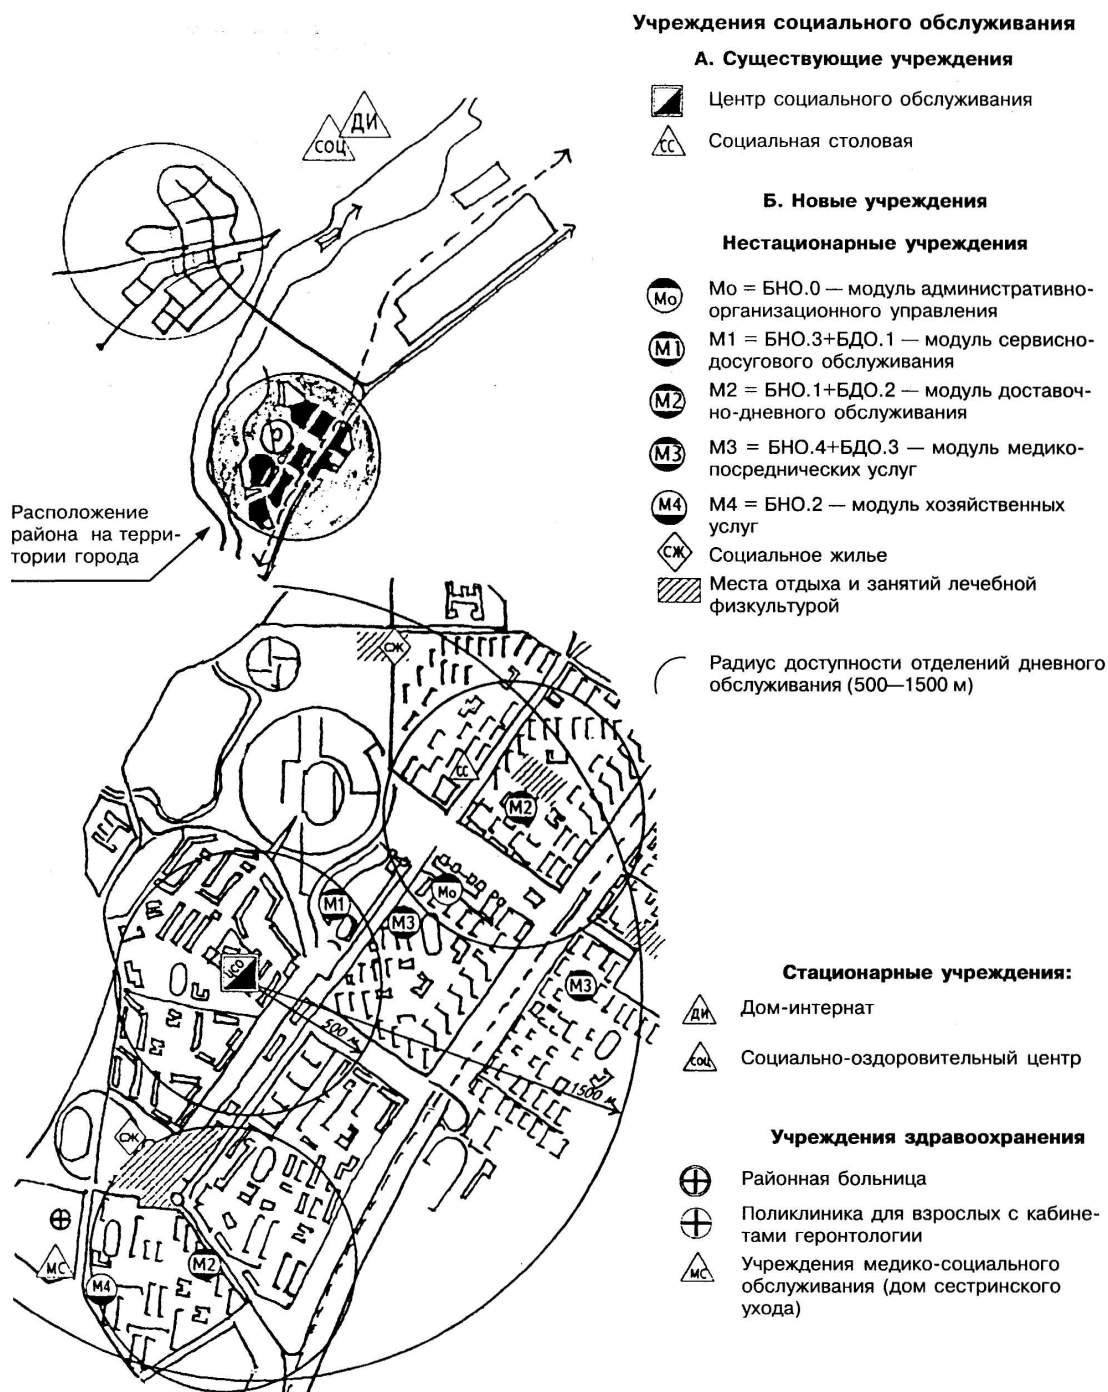 Учреждения социального обслуживания
А. Существующие учреждения
Центр социального обслуживания
СС
Социальная столовая
Б. Новые учреждения
Нестационарные учреждения
Мо
Мо = БНО.0 — модуль административно-
организационного управления
М1
М1 = БНО.3+БДО.1 — модуль сервисно-
досугового обслуживания
М2
М2 = БНО.1+БДО.2 — модуль доставоч-
но-дневного обслуживания
М3
М3 = БНО.4+БДО.3 — модуль медико-
посреднических услуг
М4
М4 = БНО.2 — модуль хозяйственных
услуг
СЖ
Социальное жилье
Места отдыха и занятий лечебной
физкультурой
Радиус доступности отделений дневного
обслуживания (500—1500 м)
Стационарные учреждения:
ДИ
Дом-интернат
СОЦ
Социально-оздоровительный центр
Учреждения здравоохранения
Районная больница
Поликлиника для взрослых с кабине-
тами геронтологии
МС
Учреждения медико-социального
обслуживания (дом сестринского
ухода)
ДИ
СОЦ
Расположение
района на терри-
тории города
СЖ
СС
М2
Мо
М1
М3
ЦСО
М3
500 м
1500 м
СЖ
МС
М2
М4